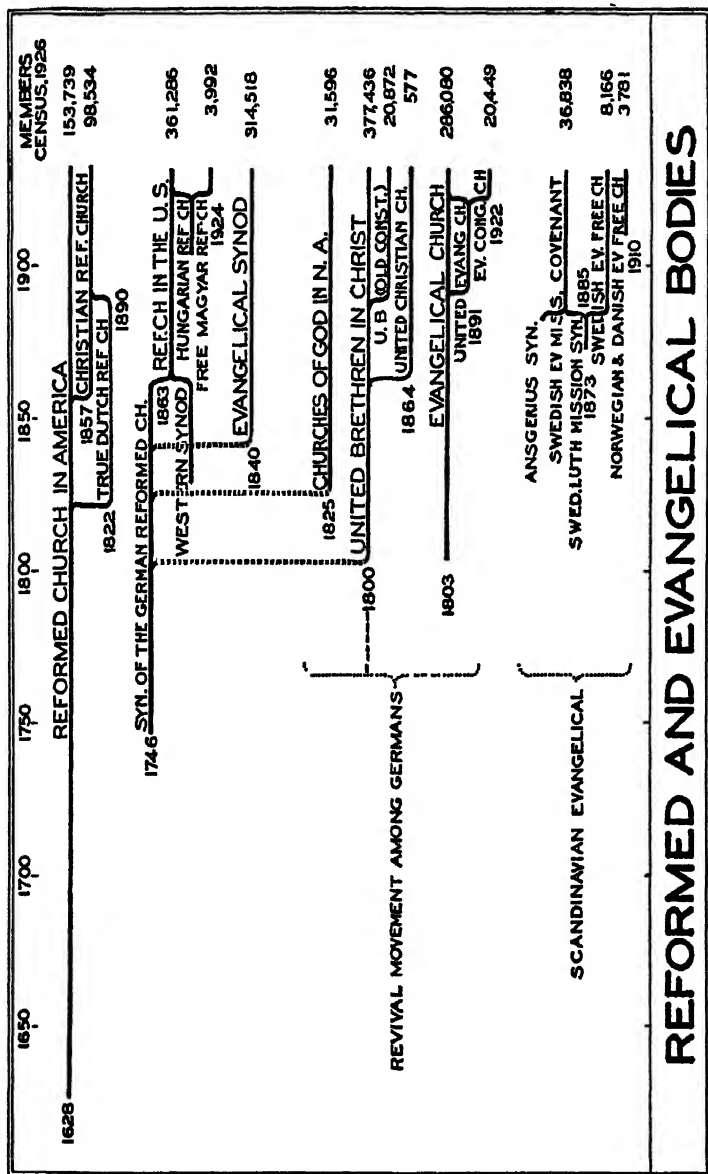 MEMBERS
CENSUS, 1926
1650
1700
1750
1800
1850
1900
1628
REFORMED CHURCH IN AMERICA
153,739
1857
CHRISTIAN REF. CHURCH
98,534
TRUE DUTCH REF CH
1822
1890
1746
SYN. OF THE GERMAN REFORMED CH.
1863
REF. CH IN THE U.S.
361,286
WESTERN SYNOD
HUNGARIAN REF CH
FREE MAGYAR REF-CH
3,992
1924
EVANGELICAL SYNOD
314,518
1840
CHURCHES OF GOD IN N. A.
31,596
1825
UNITED BRETHREN IN CHRIST
377,436
1800
U. B (OLD CONST.)
20,872
UNITED CHRISTIAN CH.
577
1864
REVIVAL MOVEMENT AMONG GERMANS
EVANGELICAL CHURCH
286,080
1803
UNITED EVANG CH.
1891
EV. CONG. CH
20,449
1922
SCANDINAVIAN EVANGELICAL
ANSGERIUS SYN.
SWEDISH EV MISS. COVENANT
36,838
SWED. LUTH MISSION SYN.
1885
1873
SWEDISH EV. FREE CH
8,166
NORWEGIAN & DANISH EV FREE CH
3 781
1910
REFORMED AND EVANGELICAL BODIES